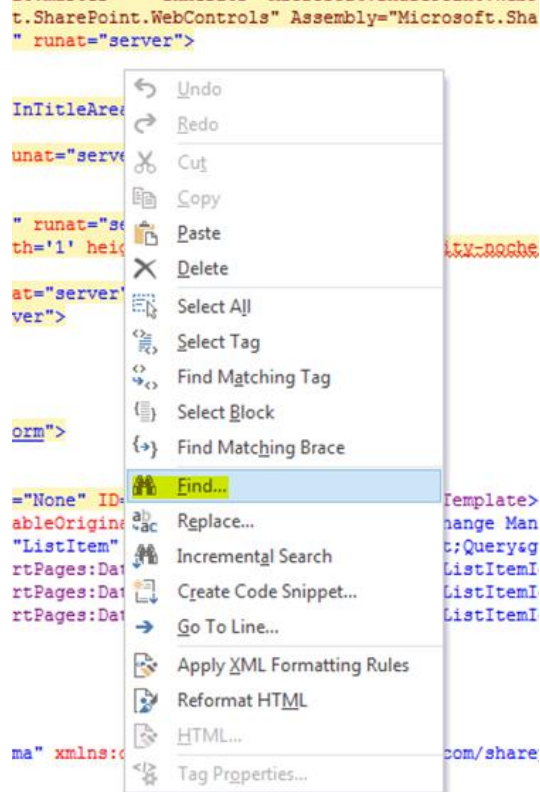 t.SharePoint.WebControls" Assembly="Microsoft.Sha
" runat="server">
Undo
InTitleArea
Redo
unat="serve
Cut
Copy
" runat="se
Paste
th='1' heig ity-noche
Delete
at="server"
Select All
ver">
Select Tag
Find Matching Tag
Select Block
orm">
Find Matching Brace
Find...
="None" ID= Template>
Replace...
ableOrigina hange Man
"ListItem" t;Query&g
Incremental Search
rtPages:Dat ListItemI
Create Code Snippet...
rtPages:Dat ListItemI
rtPages:Dat ListItemI
Go To Line...
Apply XML Formatting Rules
Reformat HTML
HTML...
ma" xmlns: com/share
Tag Properties...